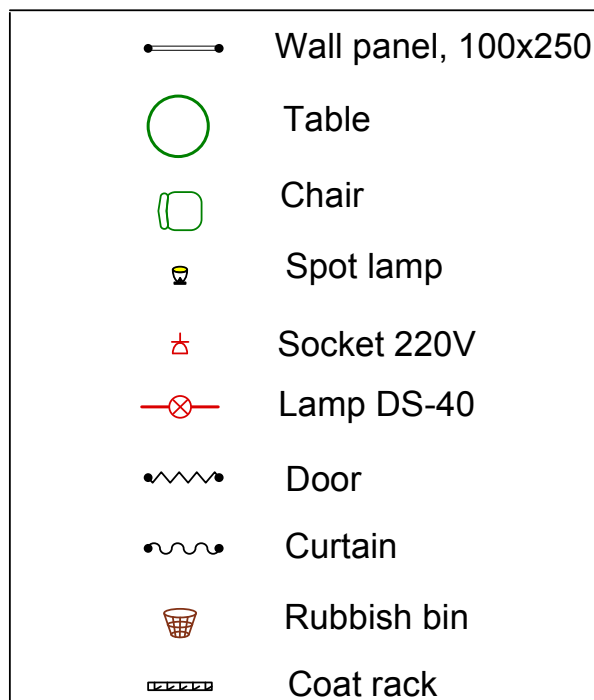 Wall panel, 100x250
Table
Chair
Spot lamp
Socket 220V
Lamp DS-40
Door
Curtain
Rubbish bin
Coat rack